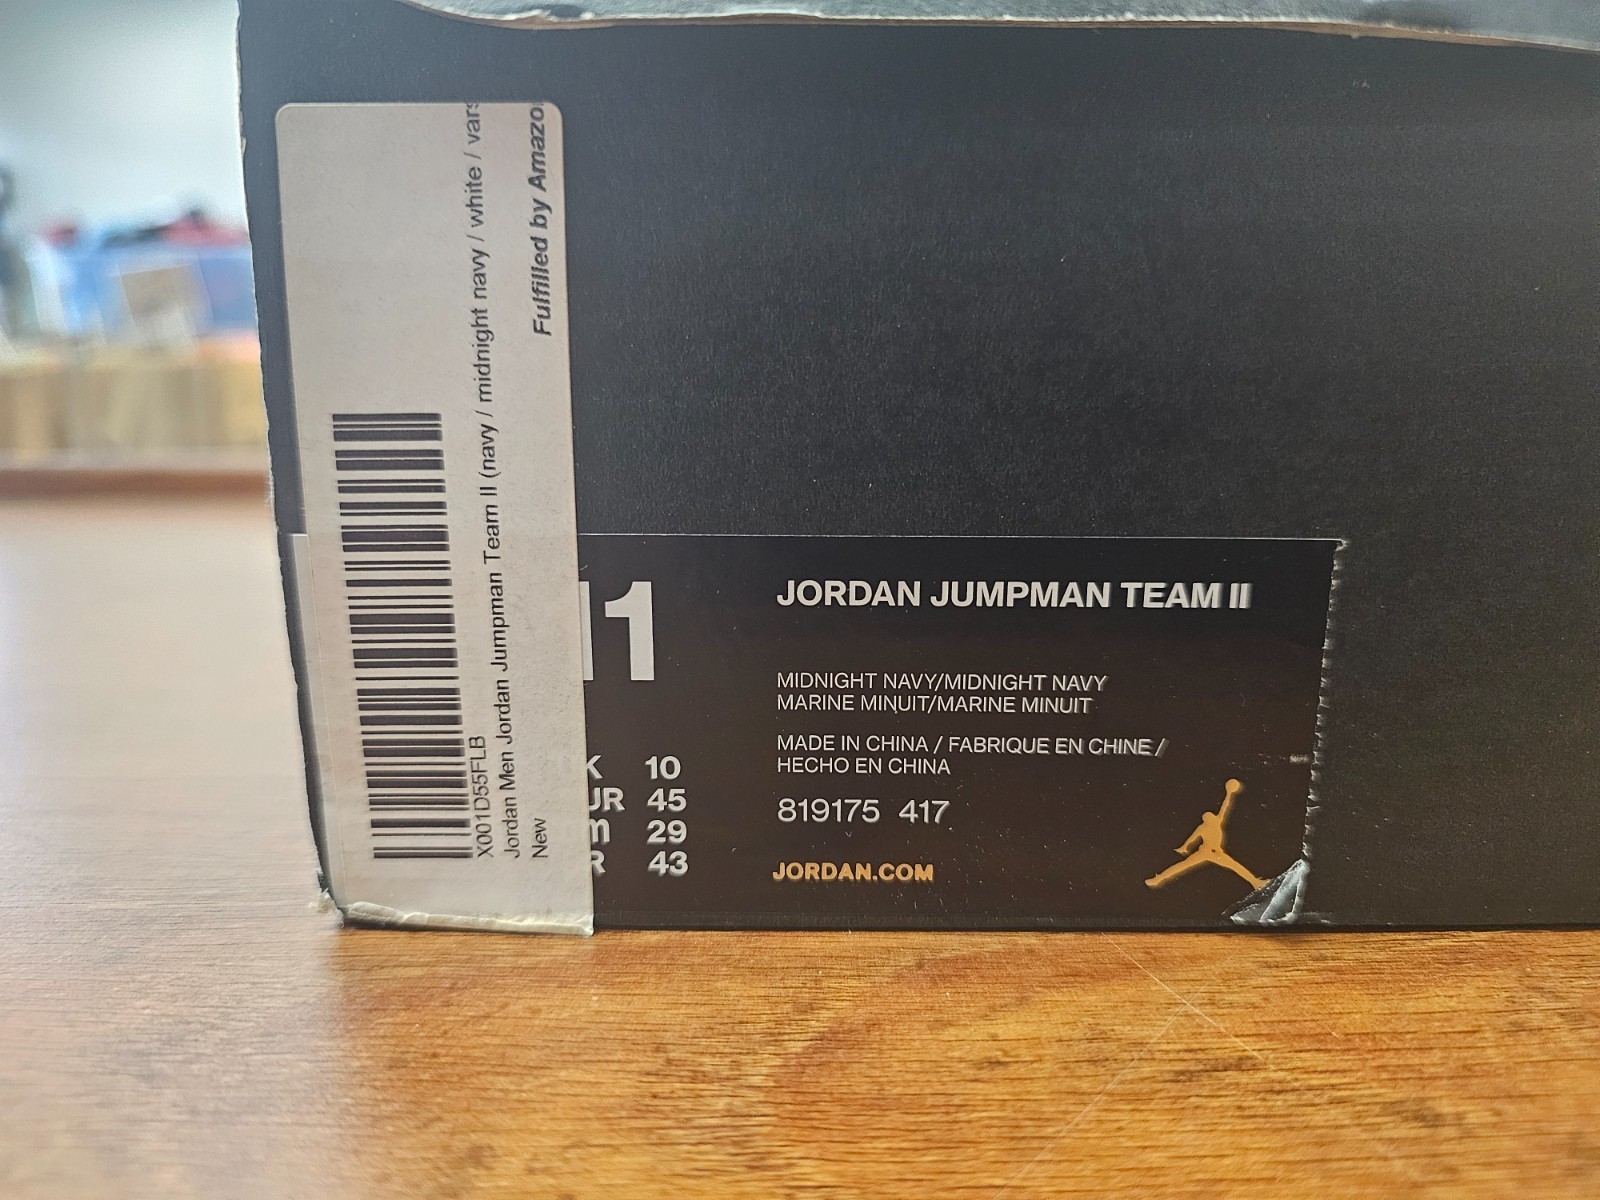 X001D55FLB
Jordan Men Jordan Jumpman Team II (navy / midnight navy / white / vars
New
Fulfilled by Amazo
11
JORDAN JUMPMAN TEAM II
MIDNIGHT NAVY/MIDNIGHT NAVY
MARINE MINUIT/MARINE MINUIT
MADE IN CHINA / FABRIQUE EN CHINE /
HECHO EN CHINA
K 10
UR 45
m 29
R 43
819175 417
JORDAN.COM